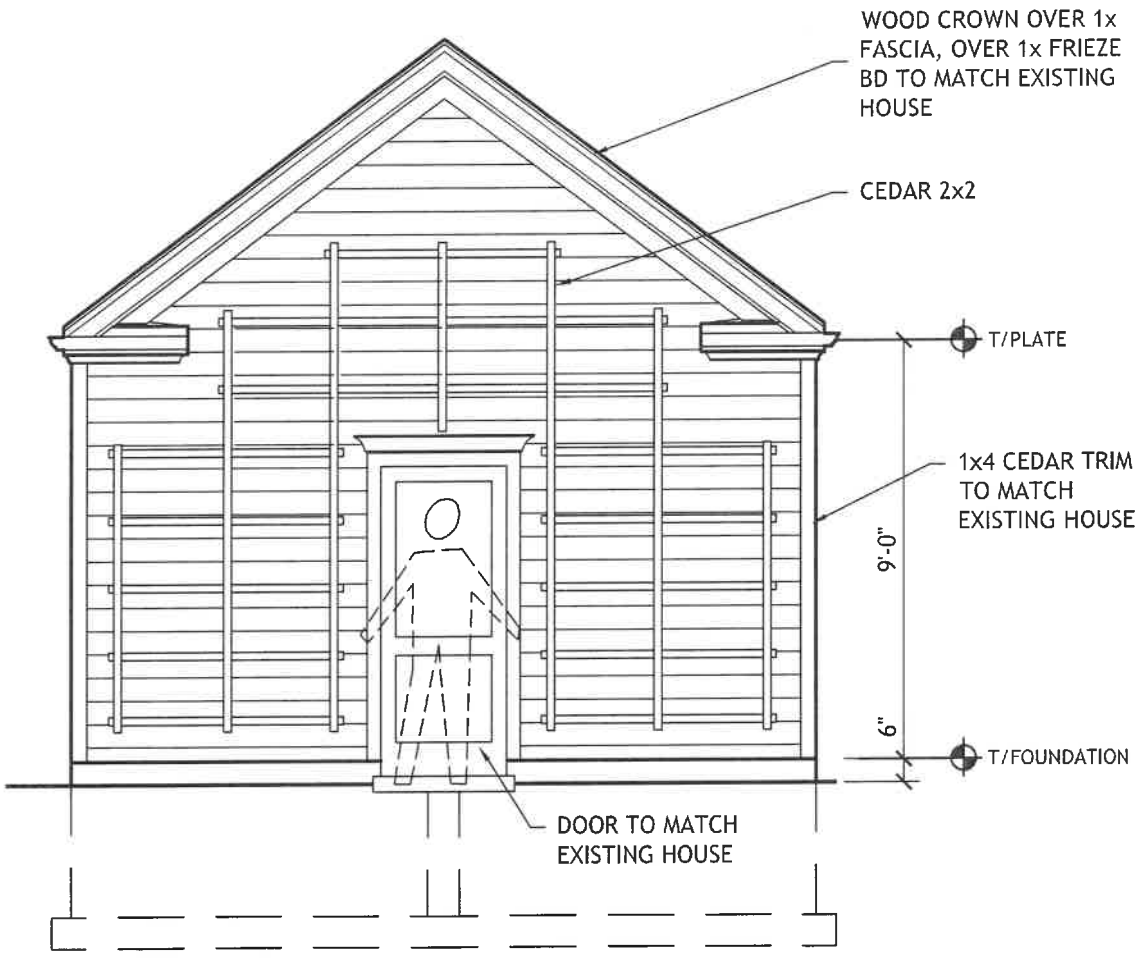 WOOD CROWN OVER 1x
FASCIA, OVER 1x FRIEZE
BD TO MATCH EXISTING
HOUSE
CEDAR 2x2
T/PLATE
1x4 CEDAR TRIM
TO MATCH
EXISTING HOUSE
9'-0"
6"
T/FOUNDATION
DOOR TO MATCH
EXISTING HOUSE